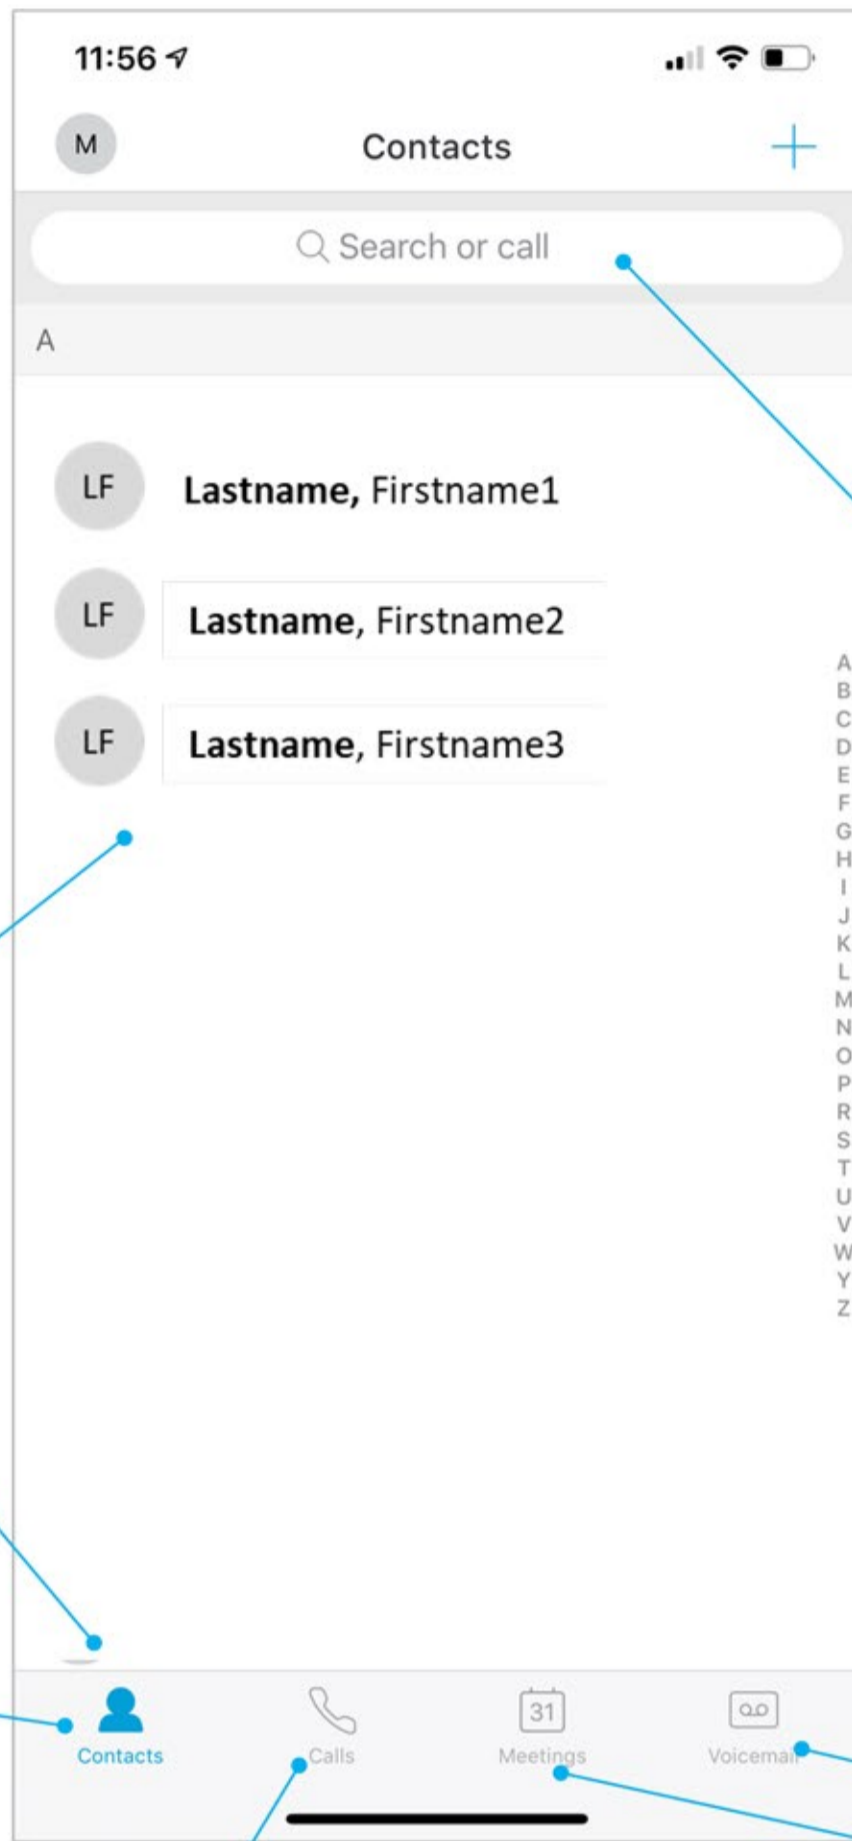 11:56
M Contacts
Search or call
A
LF Lastname, Firstname1
LF Lastname, Firstname2
LF Lastname, Firstname3
A
B
C
D
E
F
G
H
I
J
K
L
M
N
O
P
R
S
T
U
V
W
Y
Z
31
Contacts Calls Meetings Voicemail